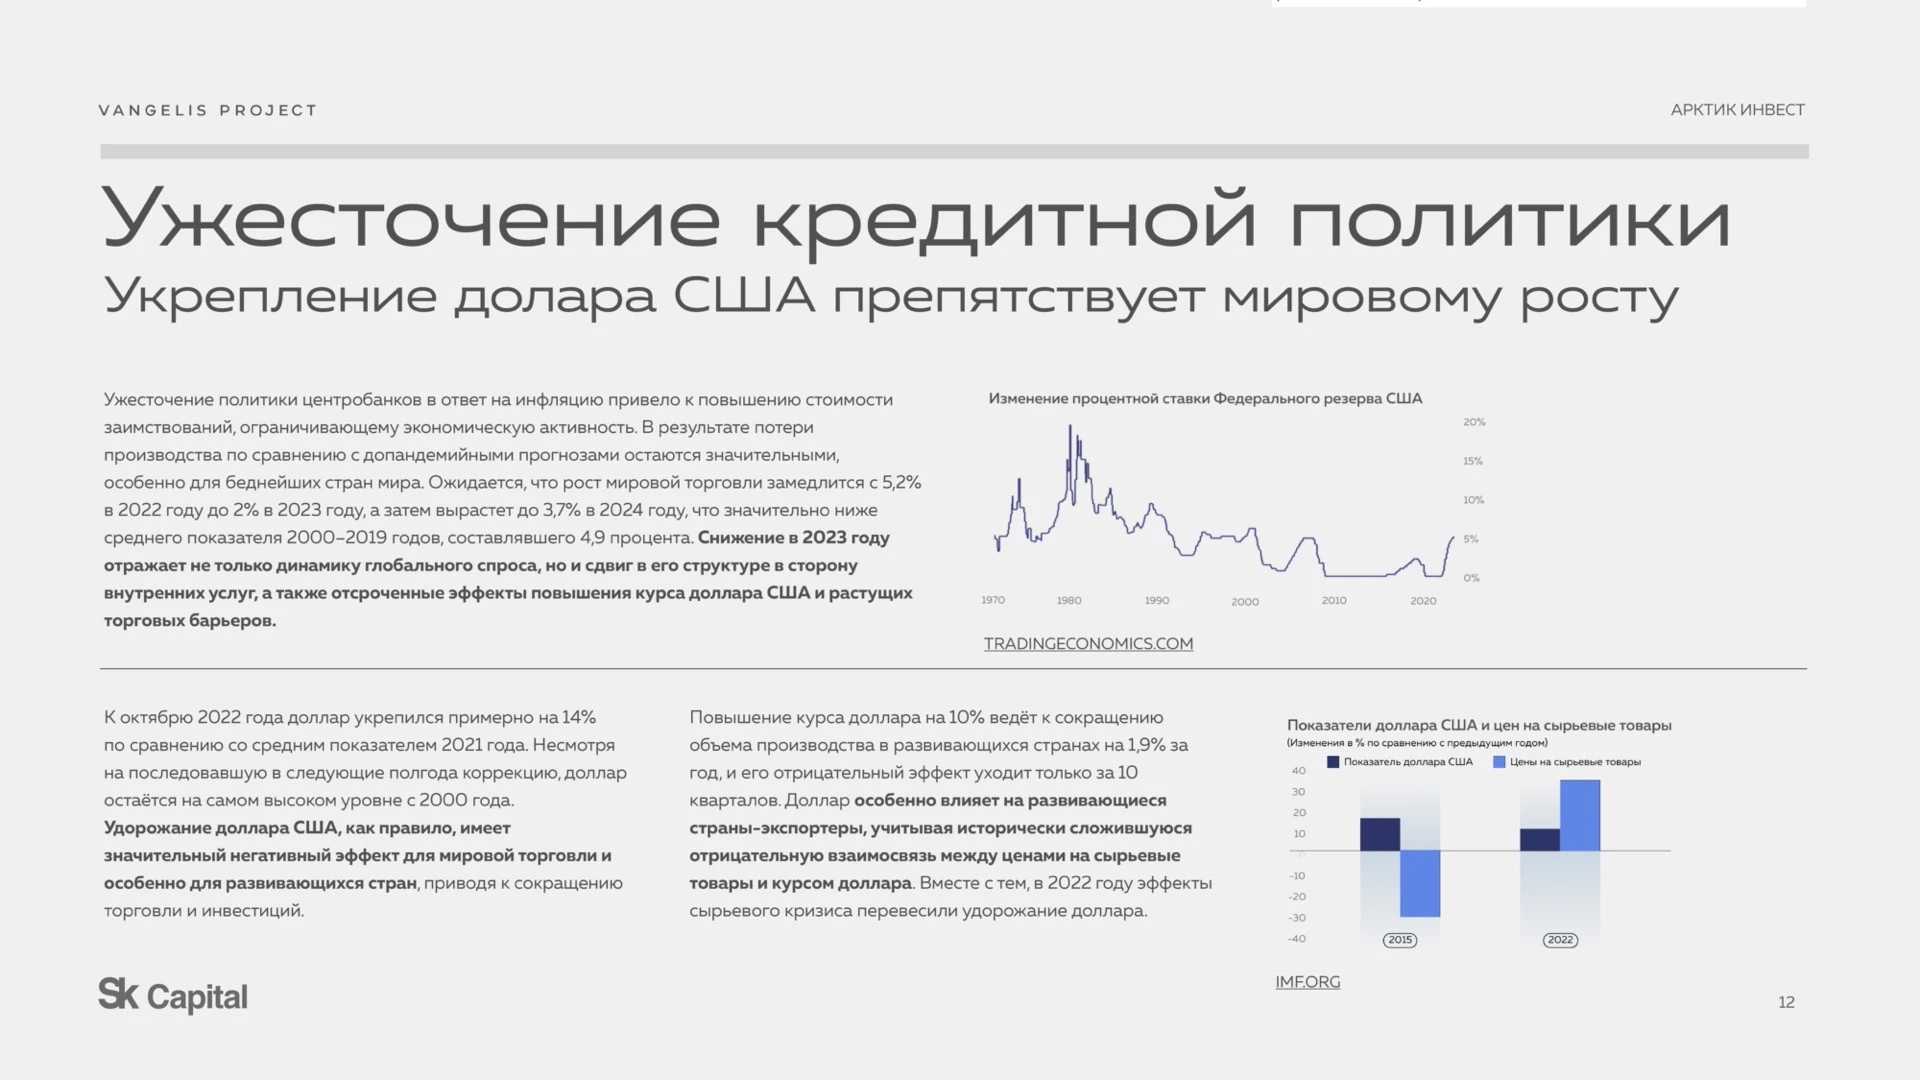 VANGELIS PROJECT
АРКТИК ИНВЕСТ
Ужесточение кредитной политики
Укрепление долара США препятствует мировому росту
Ужесточение политики центробанков в ответ на инфляцию привело к повышению стоимости
заимствований, ограничивающему экономическую активность. В результате потери
производства по сравнению с допандемийными прогнозами остаются значительными,
особенно для беднейших стран мира. Ожидается, что рост мировой торговли замедлится с 5,2%
в 2022 году до 2% в 2023 году, а затем вырастет до 3,7% в 2024 году, что значительно ниже
среднего показателя 2000–2019 годов, составлявшего 4,9 процента. Снижение в 2023 году
отражает не только динамику глобального спроса, но и сдвиг в его структуре в сторону
внутренних услуг, а также отсроченные эффекты повышения курса доллара США и растущих
торговых барьеров.
Изменение процентной ставки Федерального резерва США
20%
15%
10%
5%
0%
1970 1980 1990 2000 2010 2020
TRADINGECONOMICS.COM
К октябрю 2022 года доллар укрепился примерно на 14%
по сравнению со средним показателем 2021 года. Несмотря
на последовавшую в следующие полгода коррекцию, доллар
остаётся на самом высоком уровне с 2000 года.
Удорожание доллара США, как правило, имеет
значительный негативный эффект для мировой торговли и
особенно для развивающихся стран, приводя к сокращению
торговли и инвестиций.
Повышение курса доллара на 10% ведёт к сокращению
объема производства в развивающихся странах на 1,9% за
год, и его отрицательный эффект уходит только за 10
кварталов. Доллар особенно влияет на развивающиеся
страны-экспортеры, учитывая исторически сложившуюся
отрицательную взаимосвязь между ценами на сырьевые
товары и курсом доллара. Вместе с тем, в 2022 году эффекты
сырьевого кризиса перевесили удорожание доллара.
Показатели доллара США и цен на сырьевые товары
(Изменения в % по сравнению с предыдущим годом)
Показатель доллара США Цены на сырьевые товары
40
30
20
10
0
-10
-20
-30
-40
2015 2022
IMF.ORG
Sk Capital
12